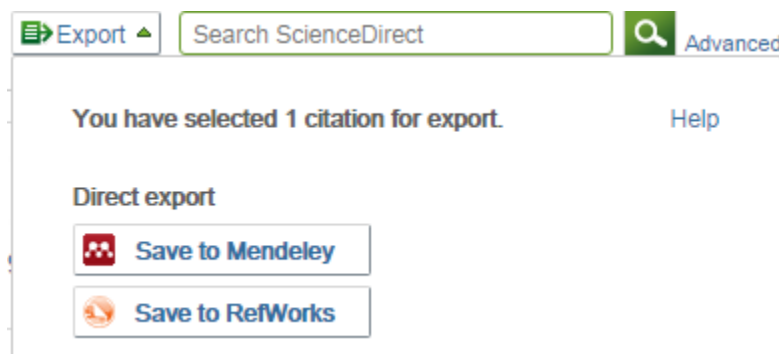 Export Search ScienceDirect Advanced
You have selected 1 citation for export. Help
Direct export
Save to Mendeley
Save to RefWorks